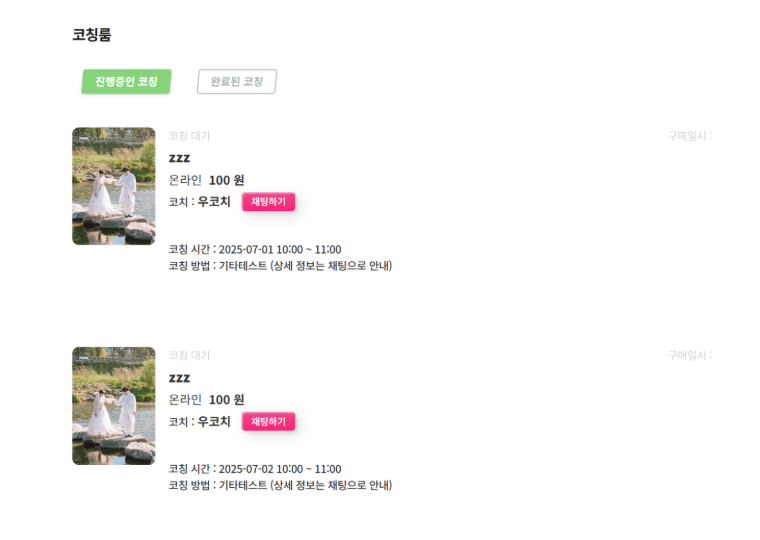 코칭룸
진행중인 코칭 완료된 코칭
코칭 대기 구매일시 :
zzz
온라인 100 원
코치 : 우코치 채팅하기
코칭 시간 : 2025-07-01 10:00 ~ 11:00
코칭 방법 : 기타테스트 (상세 정보는 채팅으로 안내)
코칭 대기 구매일시 :
zzz
온라인 100 원
코치 : 우코치 채팅하기
코칭 시간 : 2025-07-02 10:00 ~ 11:00
코칭 방법 : 기타테스트 (상세 정보는 채팅으로 안내)